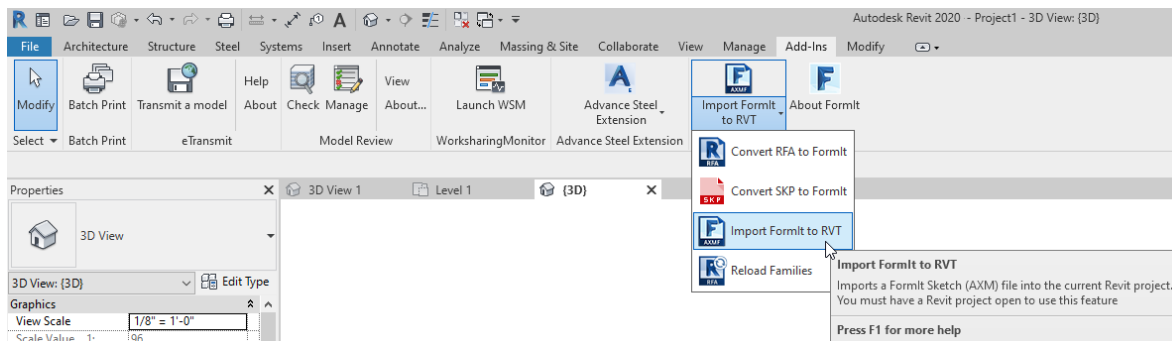 Autodesk Revit 2020 - Project1 - 3D View: {3D}
File Architecture Structure Steel Systems Insert Annotate Analyze Massing & Site Collaborate View Manage Add-Ins Modify
Modify Batch Print Transmit a model Help About Check Manage View About... Launch WSM Advance Steel Extension Import FormIt to RVT About FormIt
Select Batch Print eTransmit Model Review WorksharingMonitor Advance Steel Extension
Convert RFA to FormIt
Convert SKP to FormIt
Import FormIt to RVT
Reload Families
Import FormIt to RVT
Imports a FormIt Sketch (AXM) file into the current Revit project.
You must have a Revit project open to use this feature
Press F1 for more help
Properties
3D View 1 Level 1 {3D}
3D View
3D View: {3D} Edit Type
Graphics
View Scale 1/8" = 1'-0"
Scale Value 1: 96